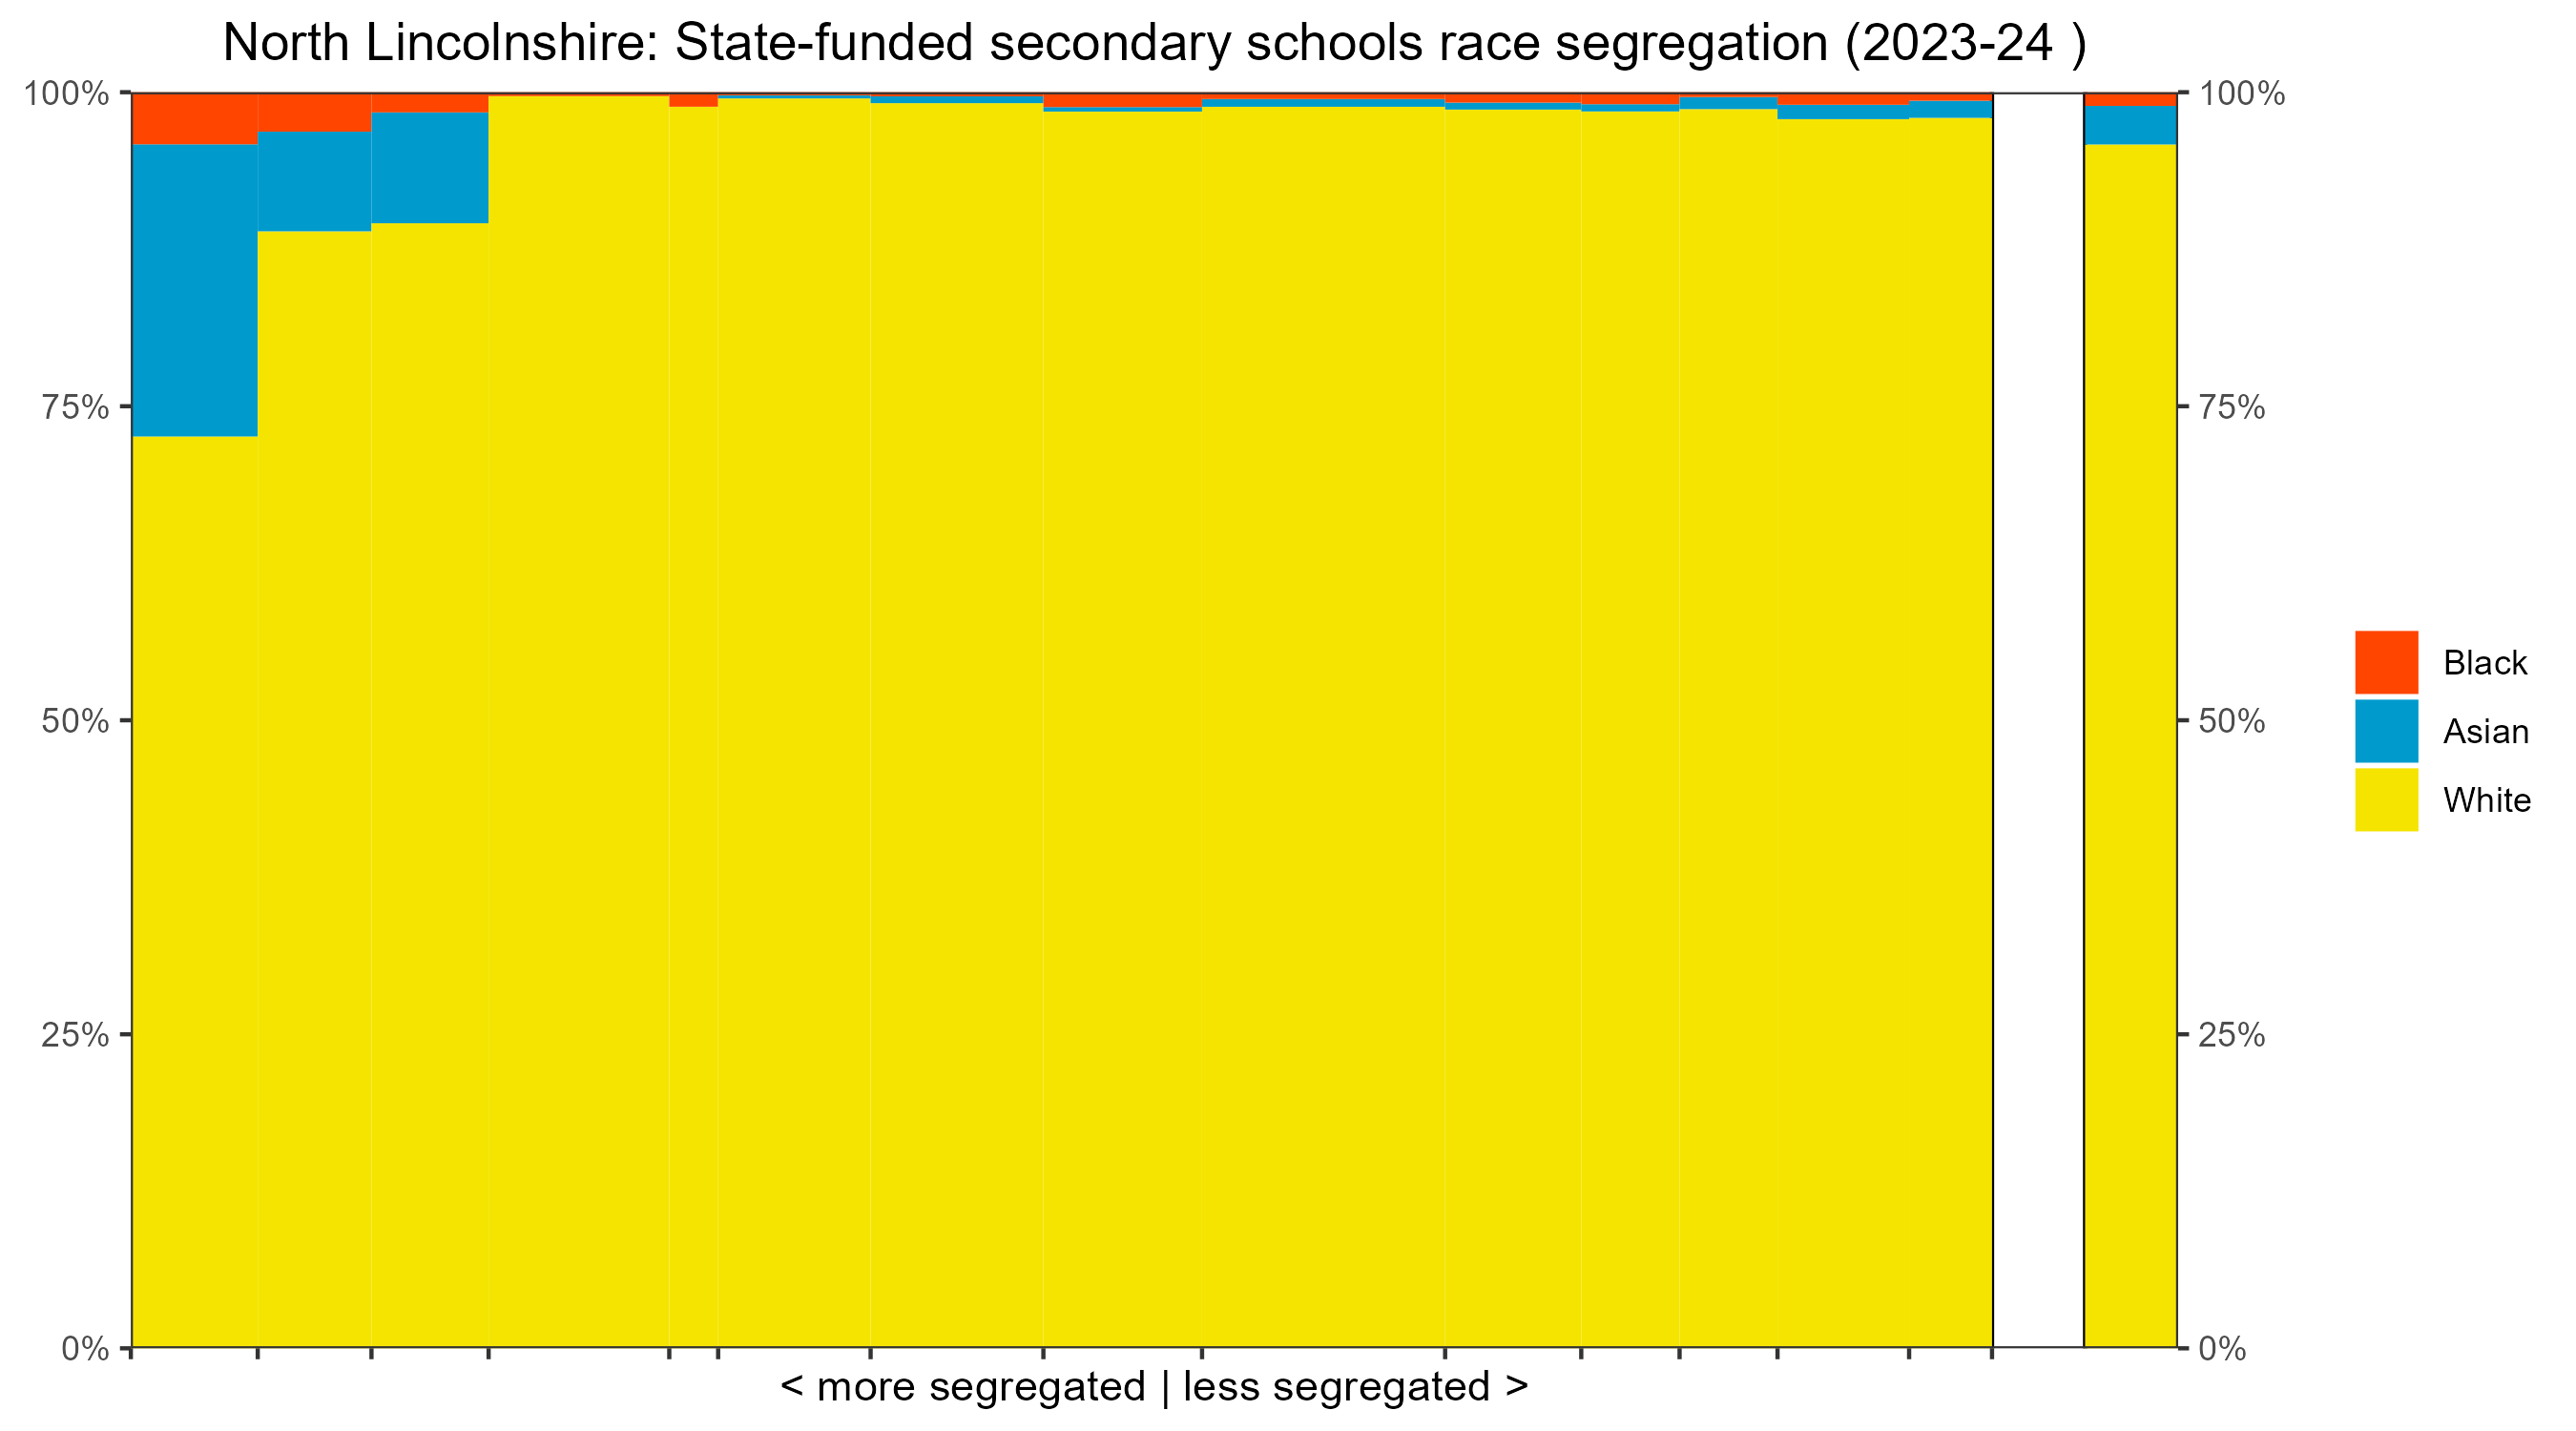 North Lincolnshire: State-funded secondary schools race segregation (2023-24 )
100%
100%
75%
75%
50%
50%
25%
25%
0%
0%
Black
Asian
White
< more segregated | less segregated >